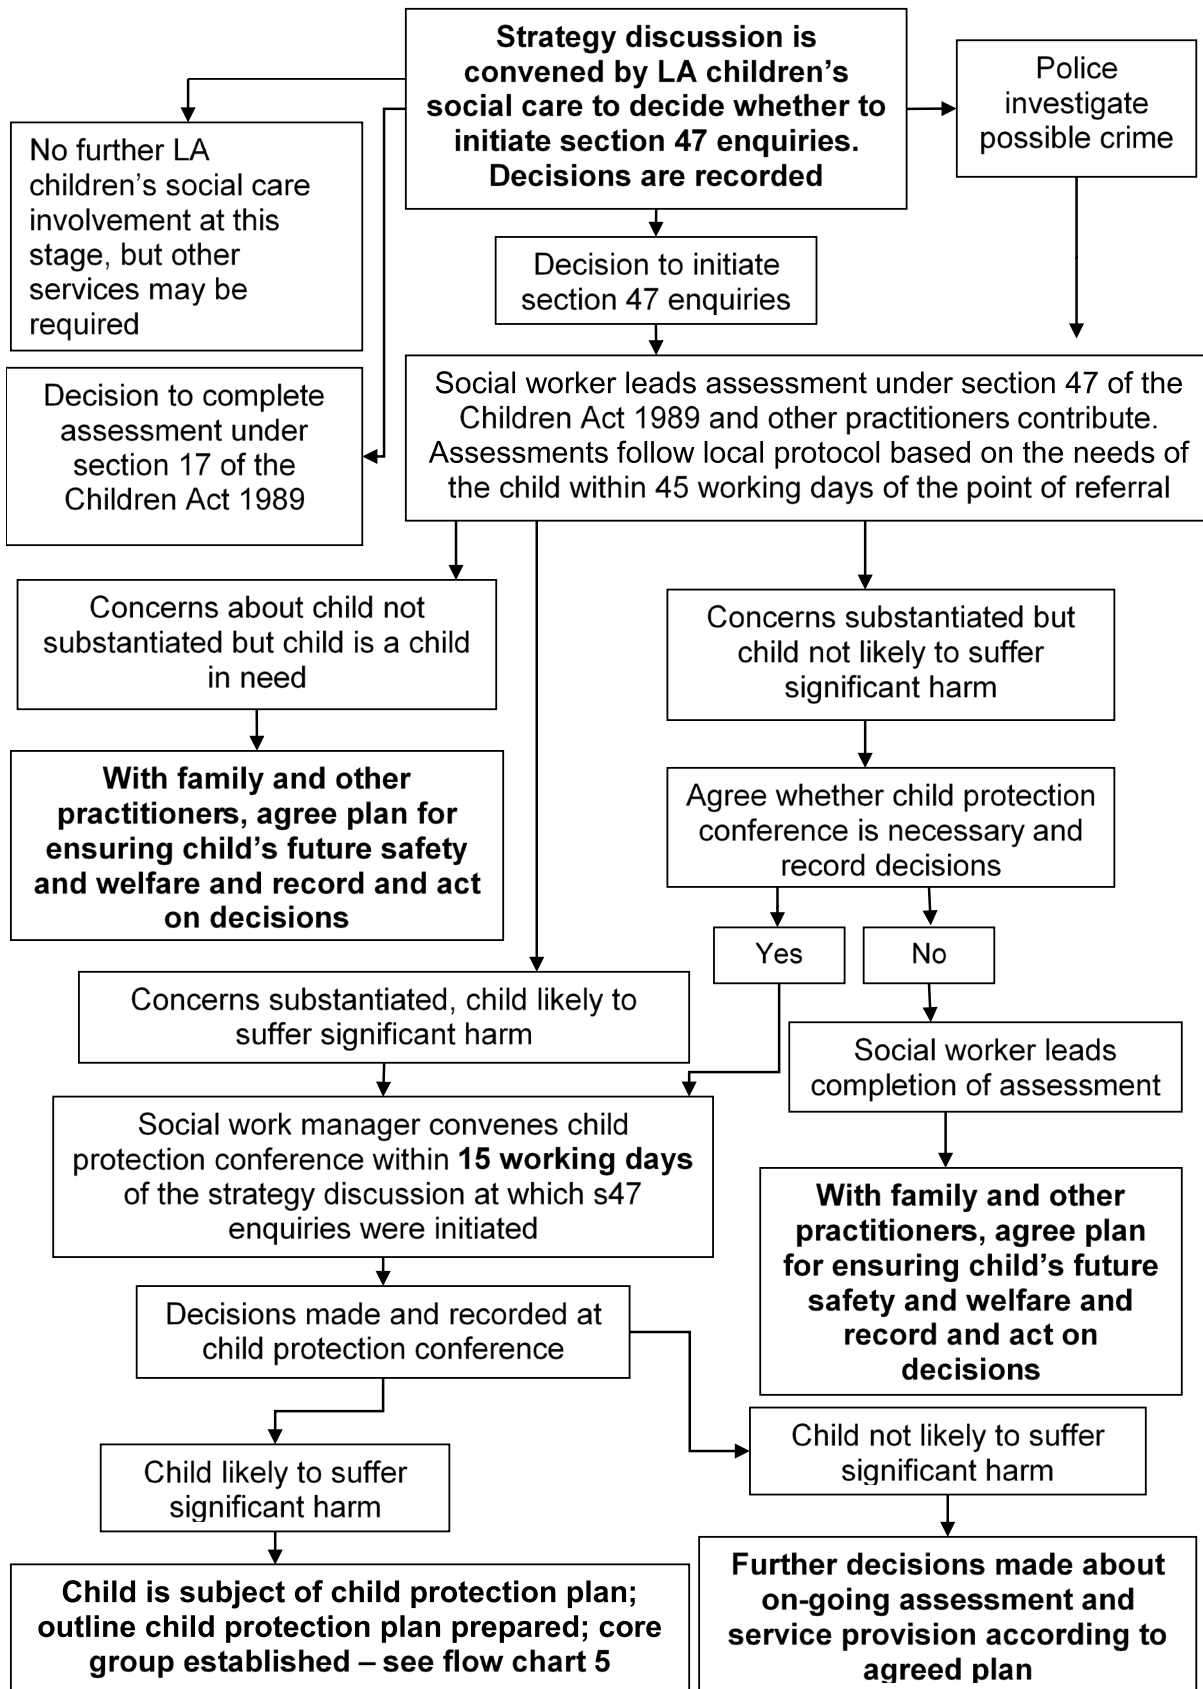 Strategy discussion is
convened by LA children’s
social care to decide whether to
initiate section 47 enquiries.
Decisions are recorded
Police
investigate
possible crime
No further LA
children’s social care
involvement at this
stage, but other
services may be
required
Decision to initiate
section 47 enquiries
Decision to complete
assessment under
section 17 of the
Children Act 1989
Social worker leads assessment under section 47 of the
Children Act 1989 and other practitioners contribute.
Assessments follow local protocol based on the needs of
the child within 45 working days of the point of referral
Concerns about child not
substantiated but child is a child
in need
Concerns substantiated but
child not likely to suffer
significant harm
With family and other
practitioners, agree plan for
ensuring child’s future safety
and welfare and record and act
on decisions
Agree whether child protection
conference is necessary and
record decisions
Yes
No
Concerns substantiated, child likely to
suffer significant harm
Social worker leads
completion of assessment
Social work manager convenes child
protection conference within 15 working days
of the strategy discussion at which s47
enquiries were initiated
With family and other
practitioners, agree plan
for ensuring child’s future
safety and welfare and
record and act on
decisions
Decisions made and recorded at
child protection conference
Child not likely to suffer
significant harm
Child likely to suffer
significant harm
Child is subject of child protection plan;
outline child protection plan prepared; core
group established – see flow chart 5
Further decisions made about
on-going assessment and
service provision according to
agreed plan